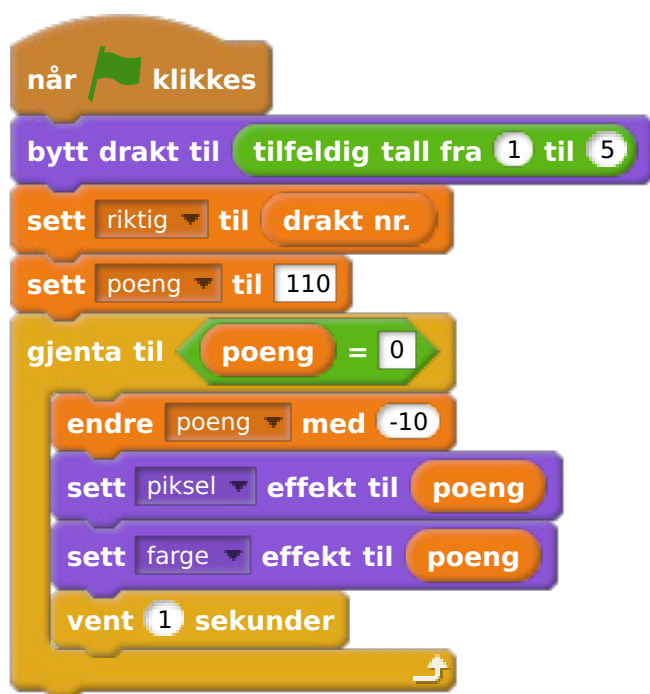 når klikkes
bytt drakt til tilfeldig tall fra 1 til 5
sett riktig til drakt nr.
sett poeng til 110
gjenta til poeng = 0
endre poeng med -10
sett piksel effekt til poeng
sett farge effekt til poeng
vent 1 sekunder